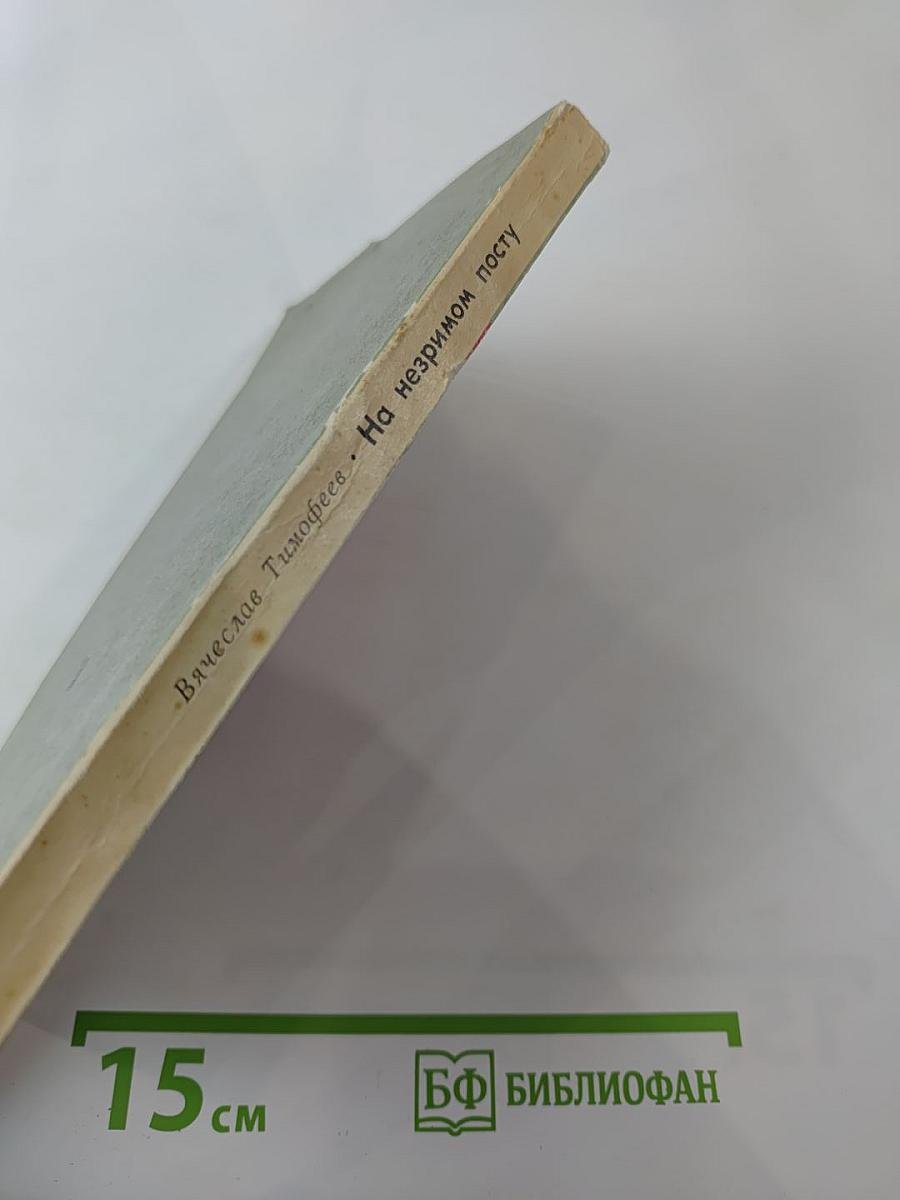 Вячеслав Тимофеев · На незримом посту
15 см
БФ БИБЛИОФАН